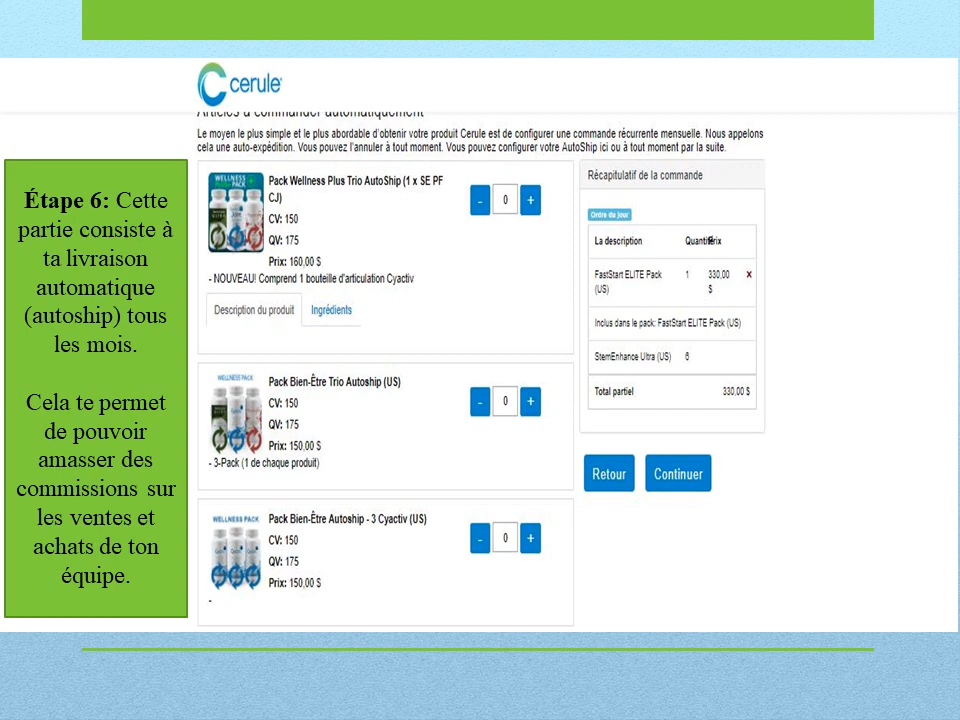 cerule
Articles à commander automatiquement
Le moyen le plus simple et le plus abordable d'obtenir votre produit Cerule est de configurer une commande récurrente mensuelle. Nous appelons
cela une auto-expédition. Vous pouvez l'annuler à tout moment. Vous pouvez configurer votre AutoShip ici ou à tout moment par la suite.
Étape 6: Cette
partie consiste à
ta livraison
automatique
(autoship) tous
les mois.
Cela te permet
de pouvoir
amasser des
commissions sur
les ventes et
achats de ton
équipe.
WELLNESS
PACK
Pack Wellness Plus Trio AutoShip (1 x SE PF
CJ)
CV: 150
QV: 175
Prix: 160,00 $
- 0 +
- NOUVEAU! Comprend 1 bouteille d'articulation Cyactiv
Description du produit Ingrédients
WELLNESS PACK
Pack Bien-Être Trio Autoship (US)
CV: 150
QV: 175
Prix: 150,00 $
- 0 +
- 3-Pack (1 de chaque produit)
WELLNESS PACK
Pack Bien-Être Autoship - 3 Cyactiv (US)
CV: 150
QV: 175
Prix: 150,00 $
- 0 +
-
Récapitulatif de la commande
Ordre du jour
La description Quantité Prix
FastStart ELITE Pack 1 330,00 x
(US) $
Inclus dans le pack: FastStart ELITE Pack (US)
StemEnhance Ultra (US) 6
Total partiel 330,00 $
Retour Continuer